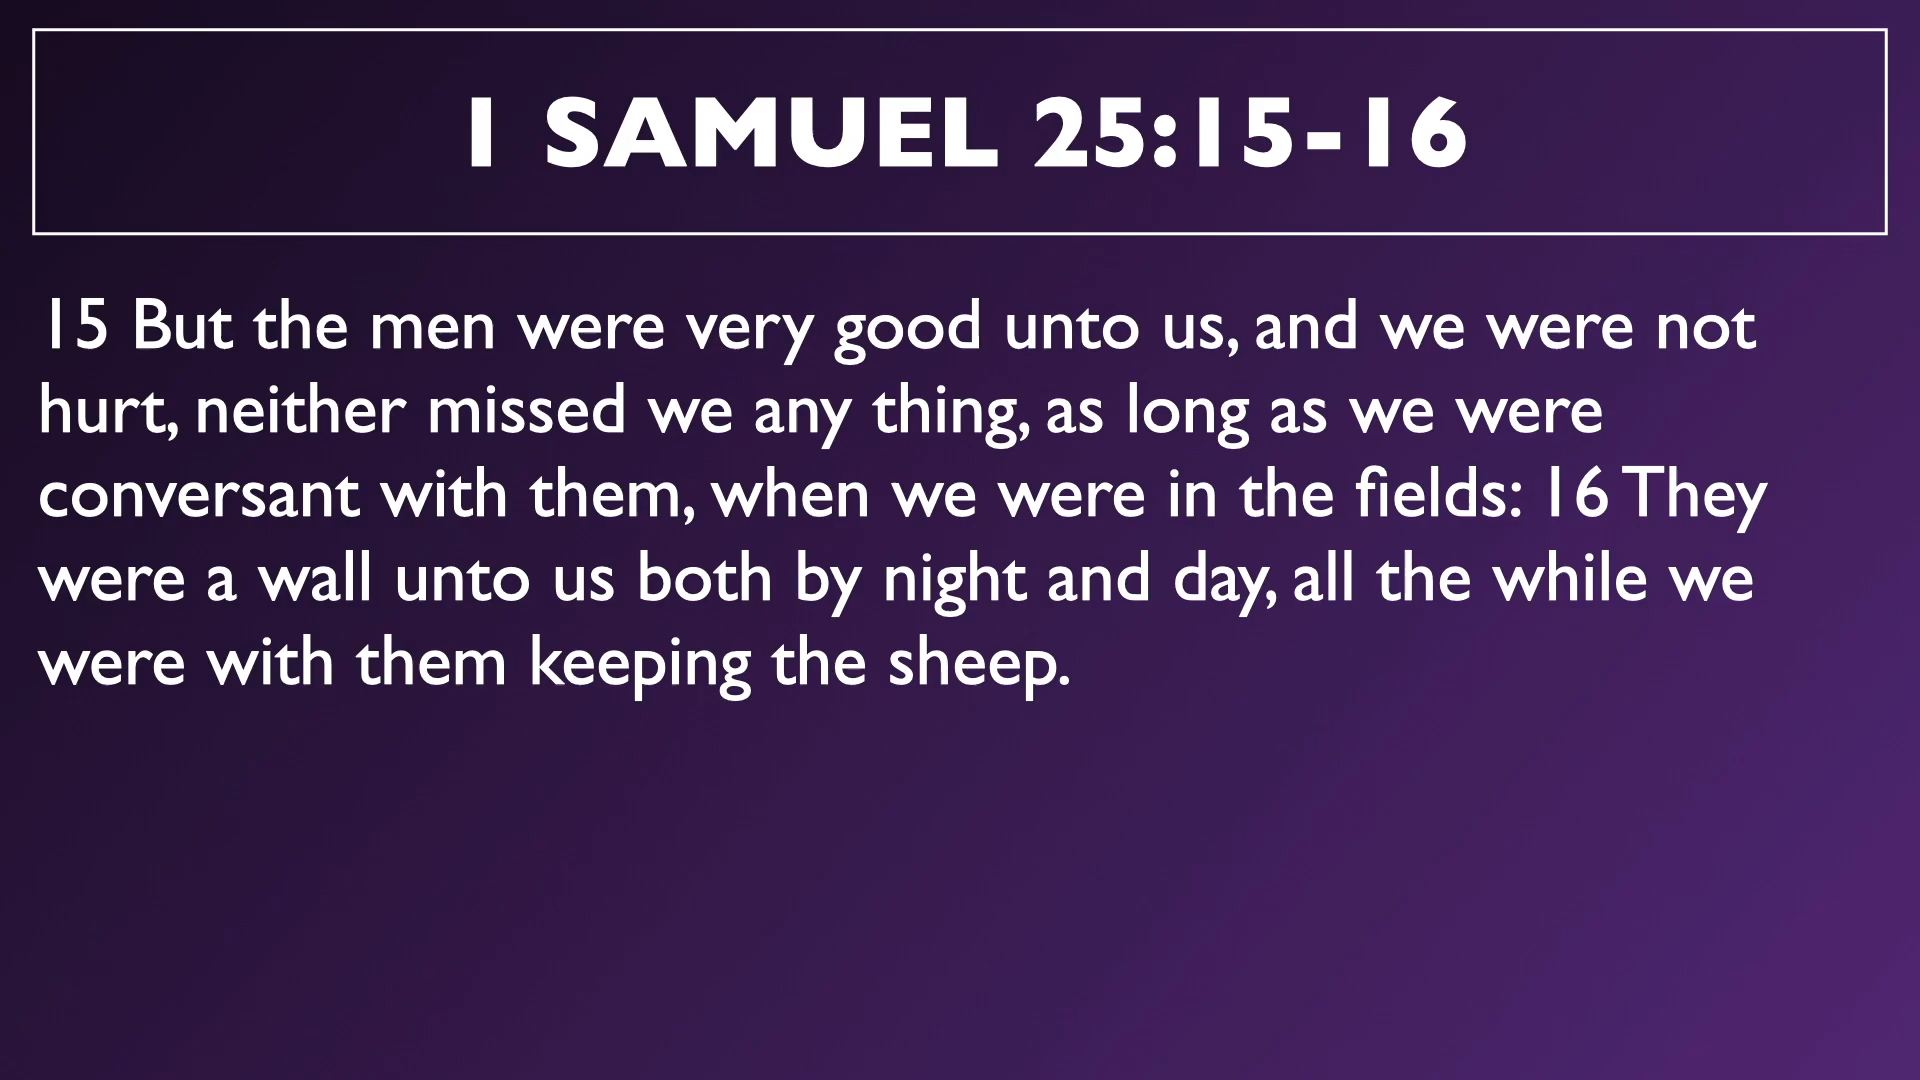 1 SAMUEL 25:15-16
15 But the men were very good unto us, and we were not
hurt, neither missed we any thing, as long as we were
conversant with them, when we were in the fields: 16 They
were a wall unto us both by night and day, all the while we
were with them keeping the sheep.